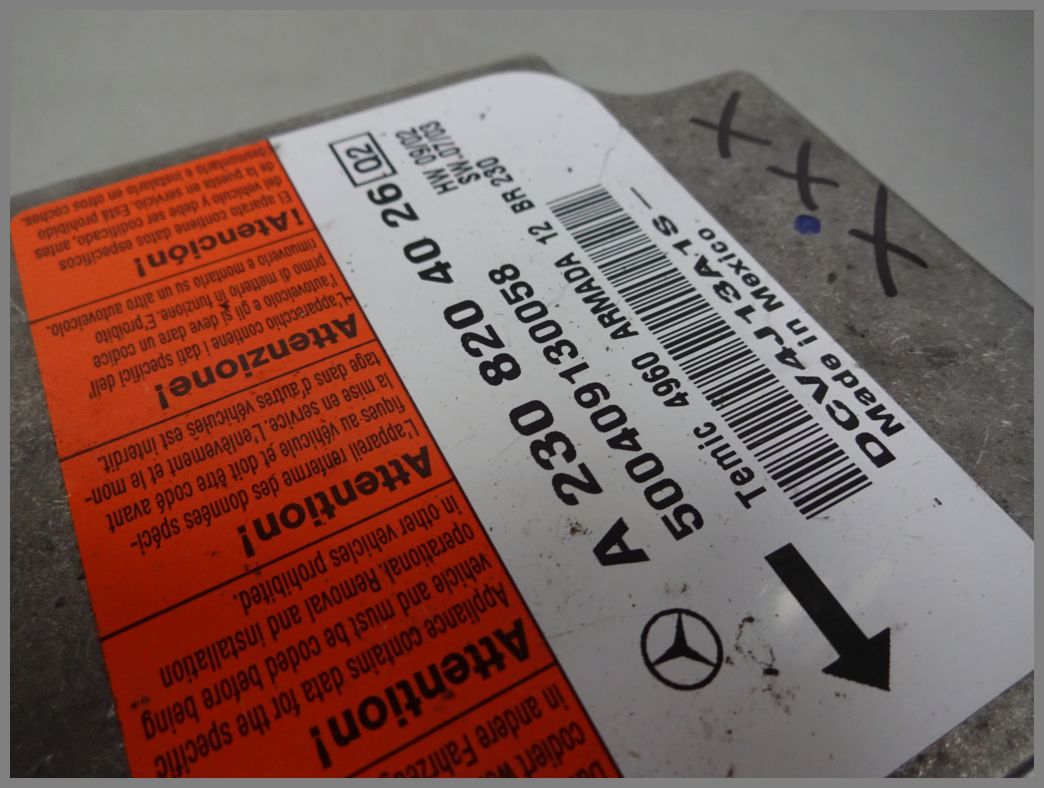 A 230 820 40 26 Q2
HW 09/02
SW.07/03
500409130058
Temic 4960 ARMADA 12 BR 230
DCV4J13A1S–
Made in Mexico
X X X
in andere Fahrze
codiert
Attention!
Appliance contains data for the specific
vehicle and must be coded before being
operational. Removal and installation
in other vehicles prohibited.
Attention!
L'appareil renferme des données spéci-
fiques au véhicule et doit être codé avant
la mise en service. L'enlèvement et le mon-
tage dans d'autres véhicules est interdit.
Attenzione!
L'apparecchio contiene i dati specifici dell'
autoveicolo e gli si deve dare un codice
primo di metterlo in funzione. E'proibito
rimuoverlo e montarlo su un altro autoveicolo.
¡Atención!
El aparato contiene datos específicos
del vehículo y debe ser codificado, antes
de la puesta en servicio. Está prohibido
desmontarlo e instalarlo en otros coches.